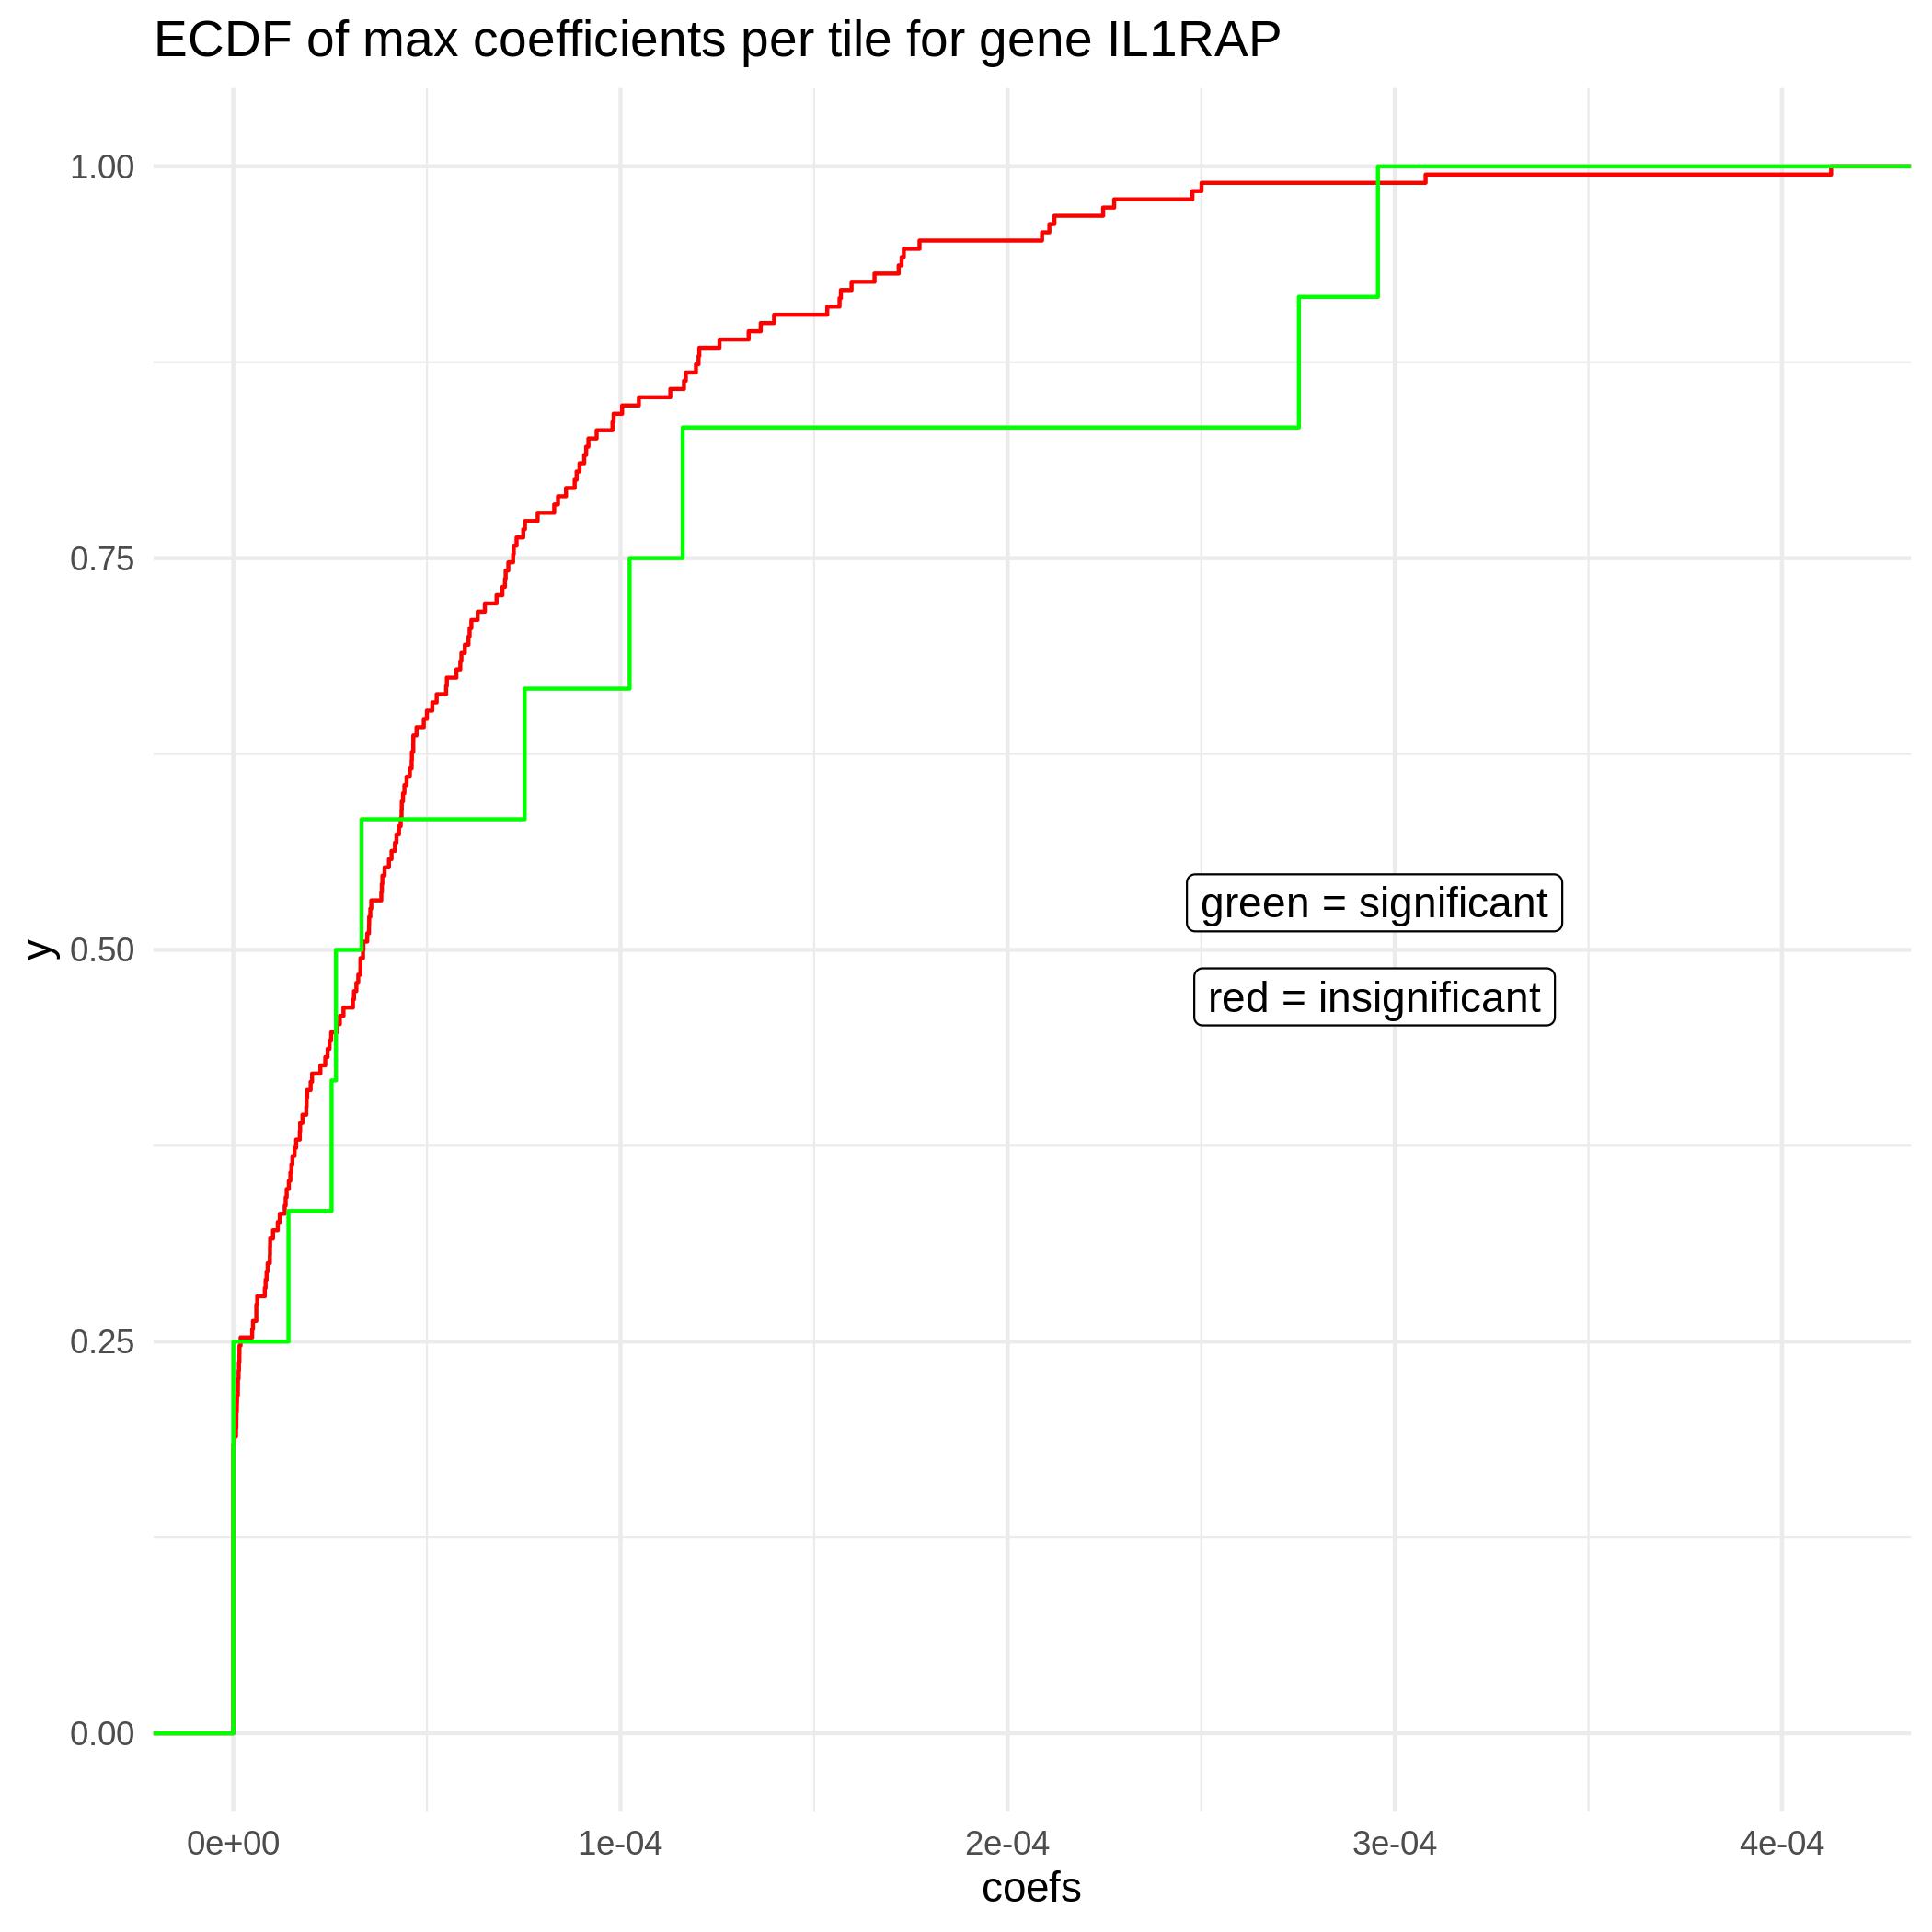 ECDF of max coefficients per tile for gene IL1RAP
1.00
0.75
0.50
0.25
0.00
y
green = significant
red = insignificant
0e+00 1e-04 2e-04 3e-04 4e-04
coefs